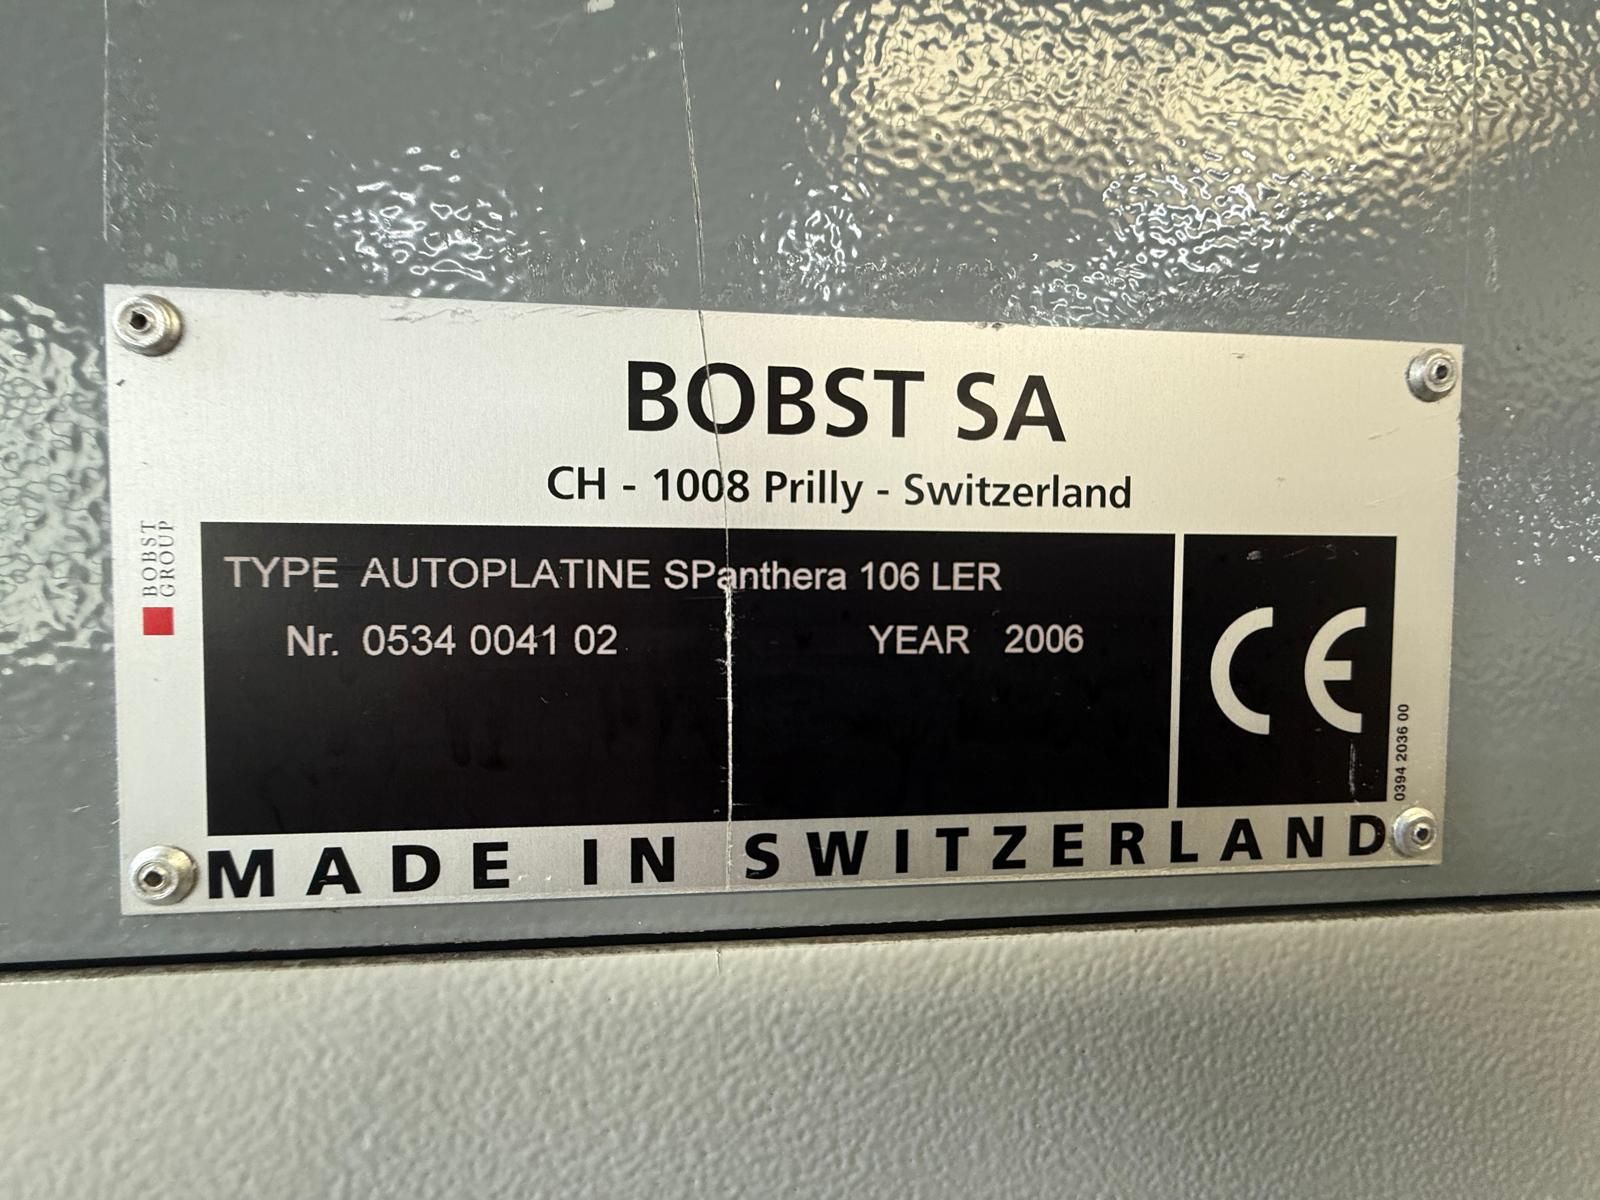 BOBST SA
CH - 1008 Prilly - Switzerland
BOBST
GROUP
TYPE AUTOPLATINE SPanthera 106 LER
Nr. 0534 0041 02 YEAR 2006
CE
0394 2036 00
MADE IN SWITZERLAND